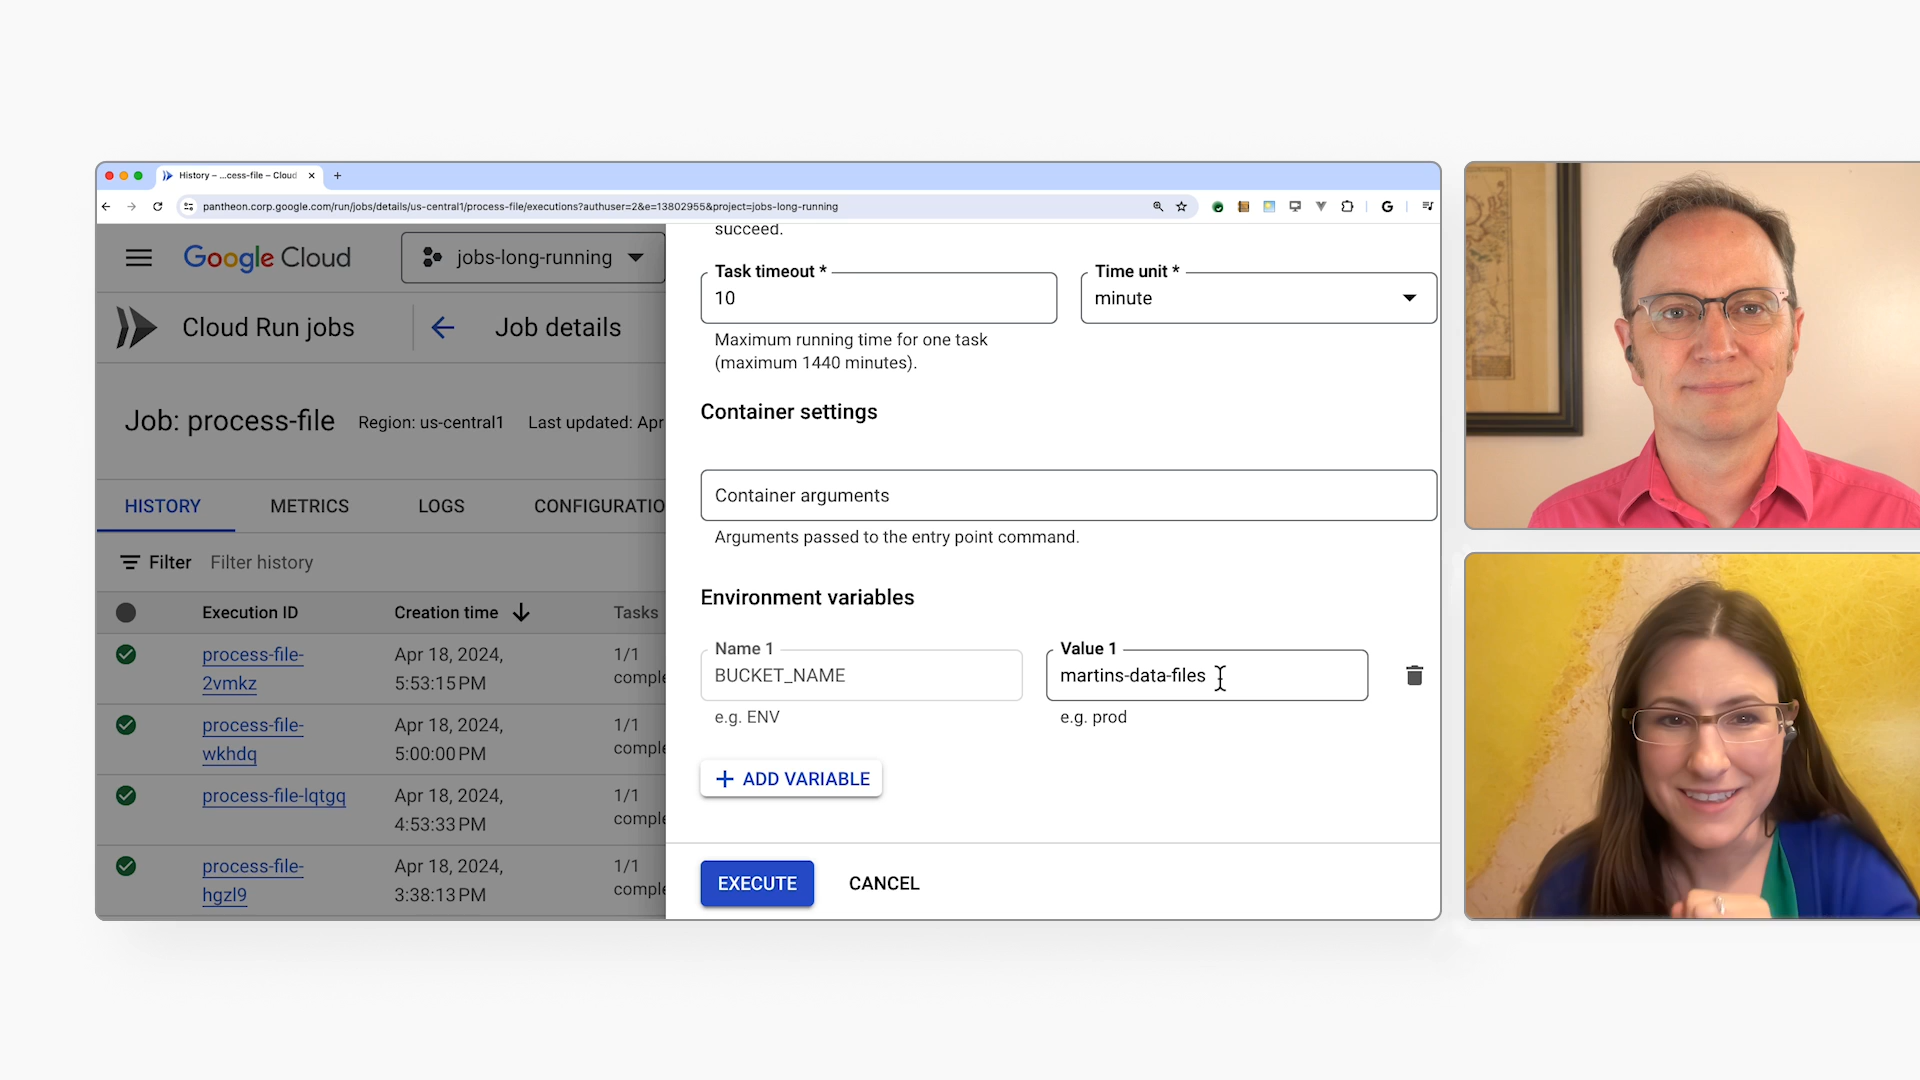 History – ...cess-file – Cloud
pantheon.corp.google.com/run/jobs/details/us-central1/process-file/executions?authuser=2&e=13802955&project=jobs-long-running
Google Cloud
jobs-long-running
Cloud Run jobs
Job details
Job: process-file
Region: us-central1
Last updated: Apr
HISTORY
METRICS
LOGS
CONFIGURATIO
Filter
Filter history
Execution ID
Creation time
Tasks
process-file-
2vmkz
Apr 18, 2024,
5:53:15 PM
1/1
comple
process-file-
wkhdq
Apr 18, 2024,
5:00:00 PM
1/1
comple
process-file-lqtgq
Apr 18, 2024,
4:53:33 PM
1/1
comple
process-file-
hgzl9
Apr 18, 2024,
3:38:13 PM
1/1
comple
succeed.
Task timeout *
10
Time unit *
minute
Maximum running time for one task
(maximum 1440 minutes).
Container settings
Container arguments
Arguments passed to the entry point command.
Environment variables
Name 1
BUCKET_NAME
e.g. ENV
Value 1
martins-data-files
e.g. prod
ADD VARIABLE
EXECUTE
CANCEL